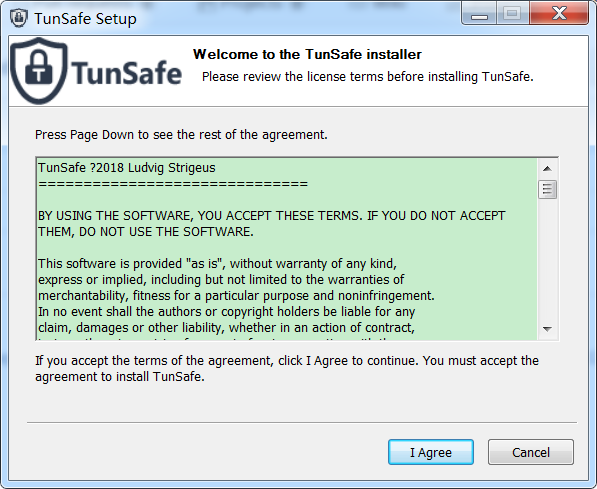 TunSafe Setup
TunSafe
Welcome to the TunSafe installer
Please review the license terms before installing TunSafe.
Press Page Down to see the rest of the agreement.
TunSafe ?2018 Ludvig Strigeus
==============================
BY USING THE SOFTWARE, YOU ACCEPT THESE TERMS. IF YOU DO NOT ACCEPT
THEM, DO NOT USE THE SOFTWARE.
This software is provided "as is", without warranty of any kind,
express or implied, including but not limited to the warranties of
merchantability, fitness for a particular purpose and noninfringement.
In no event shall the authors or copyright holders be liable for any
claim, damages or other liability, whether in an action of contract,
If you accept the terms of the agreement, click I Agree to continue. You must accept the
agreement to install TunSafe.
I Agree
Cancel